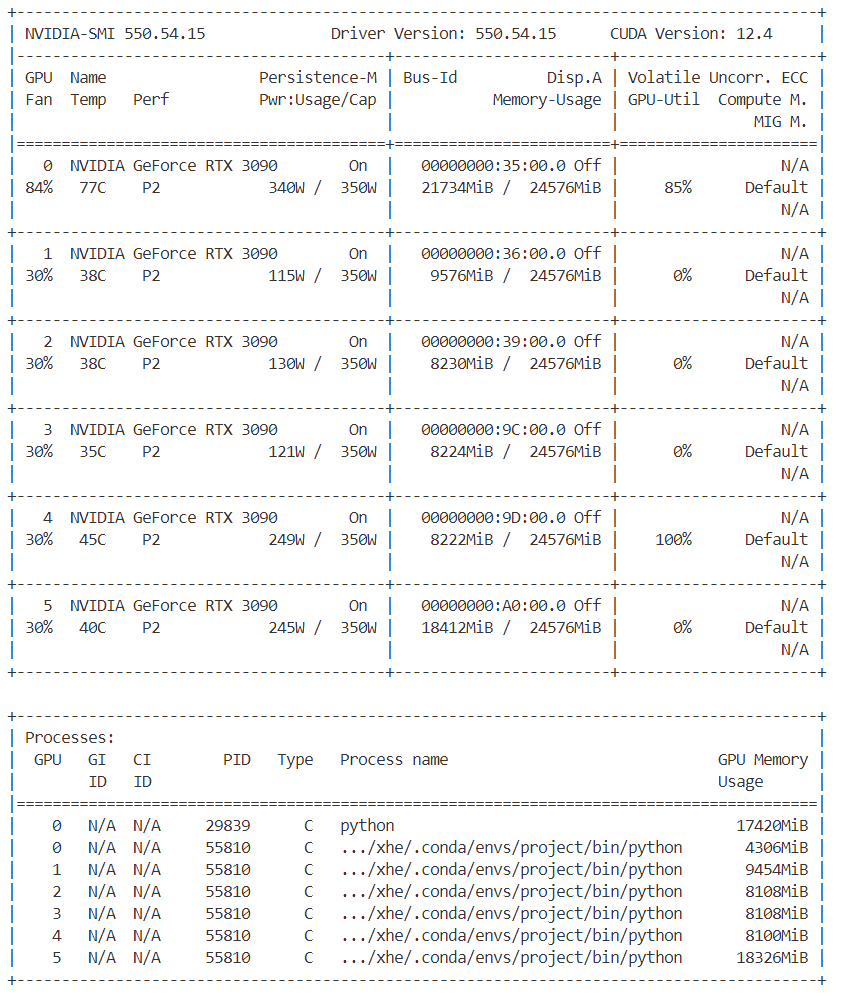 +-----------------------------------------------------------------------------------------+
| NVIDIA-SMI 550.54.15              Driver Version: 550.54.15      CUDA Version: 12.4     |
|-----------------------------------------+------------------------+----------------------+
| GPU  Name                 Persistence-M | Bus-Id          Disp.A | Volatile Uncorr. ECC |
| Fan  Temp   Perf          Pwr:Usage/Cap |           Memory-Usage | GPU-Util  Compute M. |
|                                         |                        |               MIG M. |
|=========================================+========================+======================|
|   0  NVIDIA GeForce RTX 3090        On  |   00000000:35:00.0 Off |                  N/A |
| 84%   77C    P2            340W /  350W |   21734MiB /  24576MiB |     85%      Default |
|                                         |                        |                  N/A |
+-----------------------------------------+------------------------+----------------------+
|   1  NVIDIA GeForce RTX 3090        On  |   00000000:36:00.0 Off |                  N/A |
| 30%   38C    P2            115W /  350W |    9576MiB /  24576MiB |      0%      Default |
|                                         |                        |                  N/A |
+-----------------------------------------+------------------------+----------------------+
|   2  NVIDIA GeForce RTX 3090        On  |   00000000:39:00.0 Off |                  N/A |
| 30%   38C    P2            130W /  350W |    8230MiB /  24576MiB |      0%      Default |
|                                         |                        |                  N/A |
+-----------------------------------------+------------------------+----------------------+
|   3  NVIDIA GeForce RTX 3090        On  |   00000000:9C:00.0 Off |                  N/A |
| 30%   35C    P2            121W /  350W |    8224MiB /  24576MiB |      0%      Default |
|                                         |                        |                  N/A |
+-----------------------------------------+------------------------+----------------------+
|   4  NVIDIA GeForce RTX 3090        On  |   00000000:9D:00.0 Off |                  N/A |
| 30%   45C    P2            249W /  350W |    8222MiB /  24576MiB |    100%      Default |
|                                         |                        |                  N/A |
+-----------------------------------------+------------------------+----------------------+
|   5  NVIDIA GeForce RTX 3090        On  |   00000000:A0:00.0 Off |                  N/A |
| 30%   40C    P2            245W /  350W |   18412MiB /  24576MiB |      0%      Default |
|                                         |                        |                  N/A |
+-----------------------------------------+------------------------+----------------------+

+-----------------------------------------------------------------------------------------+
| Processes:                                                                              |
|  GPU   GI   CI        PID   Type   Process name                              GPU Memory |
|        ID   ID                                                               Usage      |
|=========================================================================================|
|    0   N/A  N/A     29839      C   python                                      17420MiB |
|    0   N/A  N/A     55810      C   .../xhe/.conda/envs/project/bin/python       4306MiB |
|    1   N/A  N/A     55810      C   .../xhe/.conda/envs/project/bin/python       9454MiB |
|    2   N/A  N/A     55810      C   .../xhe/.conda/envs/project/bin/python       8108MiB |
|    3   N/A  N/A     55810      C   .../xhe/.conda/envs/project/bin/python       8108MiB |
|    4   N/A  N/A     55810      C   .../xhe/.conda/envs/project/bin/python       8100MiB |
|    5   N/A  N/A     55810      C   .../xhe/.conda/envs/project/bin/python      18326MiB |
+-----------------------------------------------------------------------------------------+